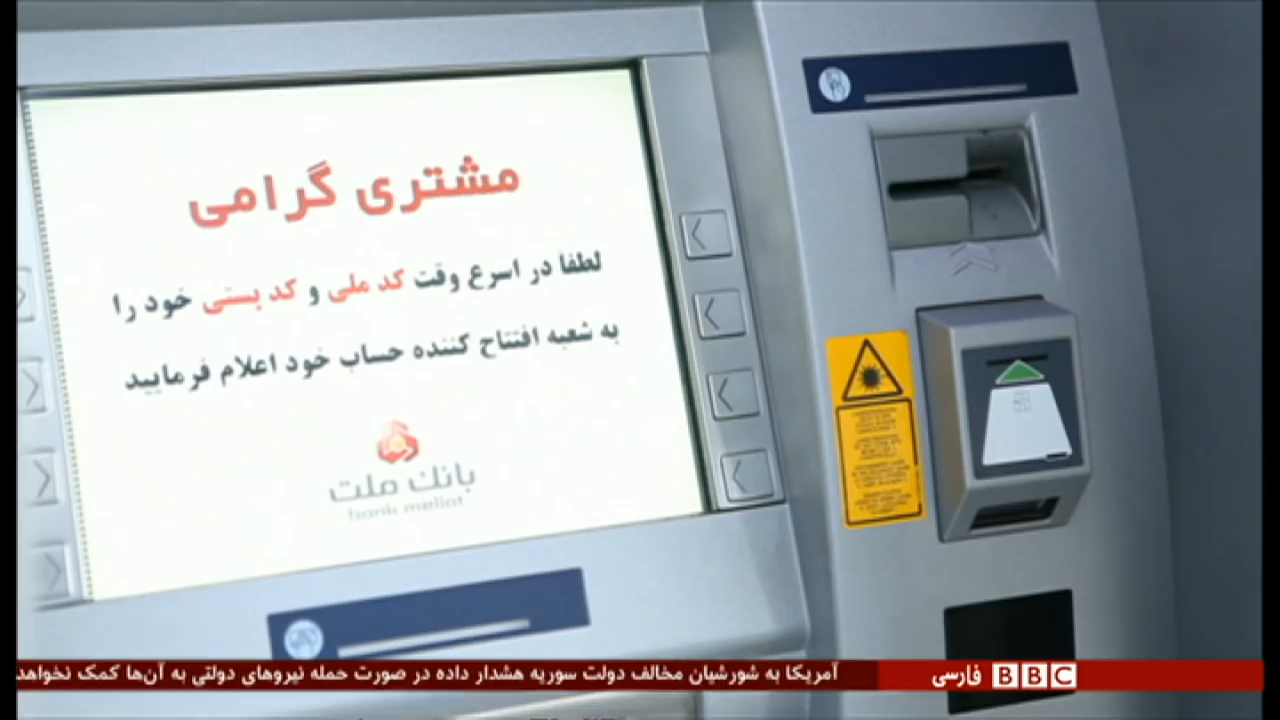 مشتری گرامی
لطفا در اسرع وقت کد ملی و کد پستی خود را
به شعبه افتتاح کننده حساب خود اعلام فرمایید
بانک ملت
bank mellat
آمریکا به شورشیان مخالف دولت سوریه هشدار داده در صورت حمله نیروهای دولتی به آن‌ها کمک نخواهد
BBC فارسی